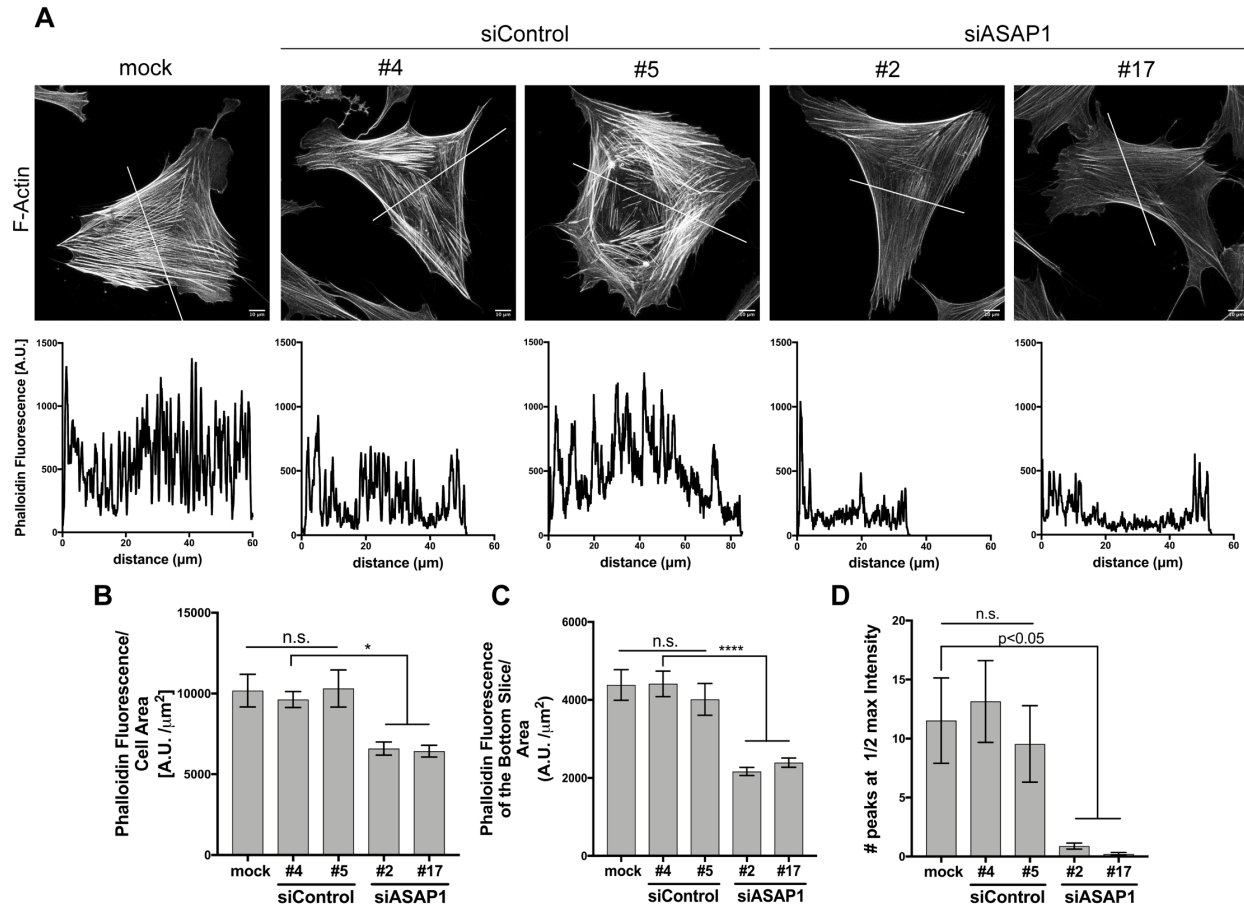 A
siControl
siASAP1
mock
#4
#5
#2
#17
F-Actin
10 µm
10 µm
10 µm
10 µm
10 µm
Phalloidin Fluorescence [A.U.]
1500
1000
500
0
0 20 40 60
distance (µm)
1500
1000
500
0
0 20 40 60
distance (µm)
1500
1000
500
0
0 20 40 60 80
distance (µm)
1500
1000
500
0
0 20 40 60
distance (µm)
1500
1000
500
0
0 20 40 60
distance (µm)
B
Phalloidin Fluorescence/
Cell Area
[A.U. /µm²]
15000
10000
5000
0
n.s.
*
mock #4 #5 #2 #17
siControl siASAP1
C
Phalloidin Fluorescence
of the Bottom Slice/
Area
(A.U. /µm²)
6000
4000
2000
0
n.s.
****
mock #4 #5 #2 #17
siControl siASAP1
D
# peaks at 1/2 max Intensity
20
15
10
5
0
n.s.
p<0.05
mock #4 #5 #2 #17
siControl siASAP1